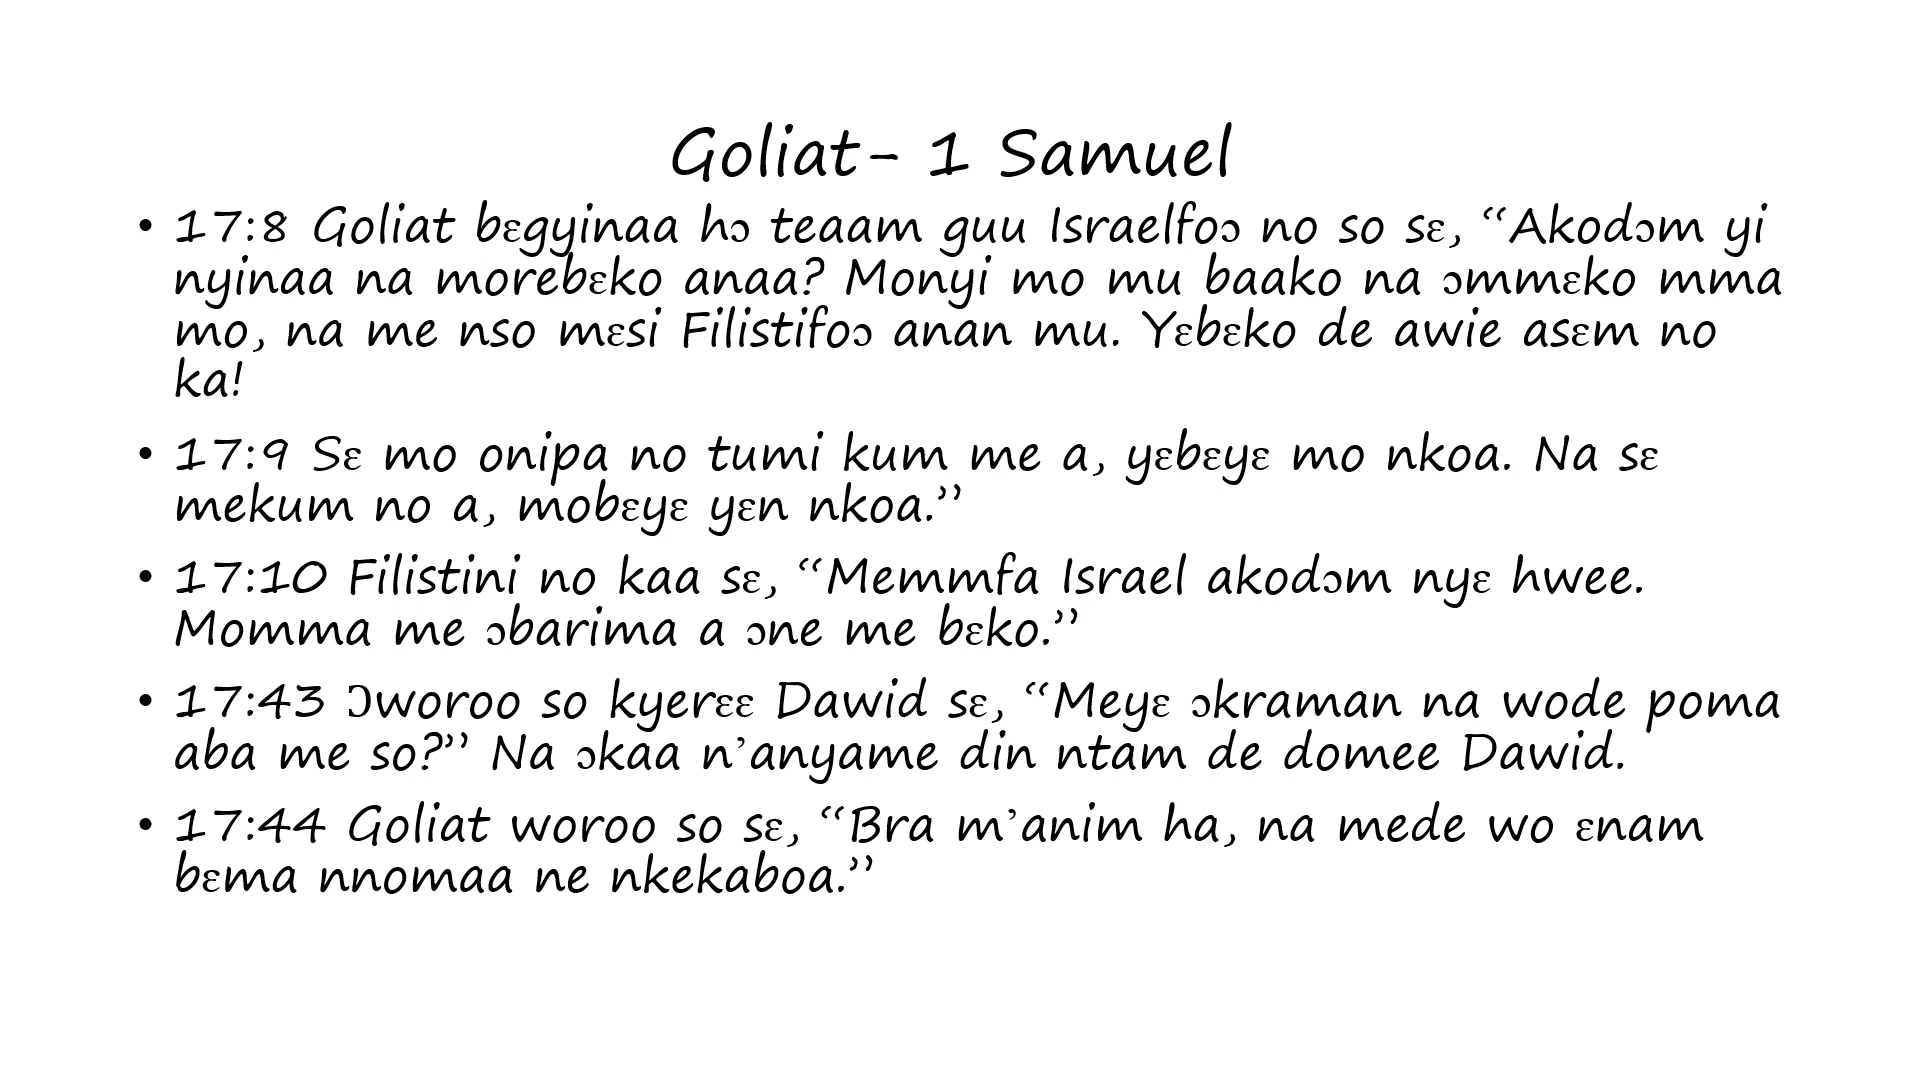 Goliat- 1 Samuel
• 17:8 Goliat bɛgyinaa hɔ teaam guu Israelfoɔ no so sɛ, “Akodɔm yi
nyinaa na morebɛko anaa? Monyi mo mu baako na ɔmmɛko mma
mo, na me nso mɛsi Filistifoɔ anan mu. Yɛbɛko de awie asɛm no
ka!
• 17:9 Sɛ mo onipa no tumi kum me a, yɛbɛyɛ mo nkoa. Na sɛ
mekum no a, mobɛyɛ yɛn nkoa.”
• 17:10 Filistini no kaa sɛ, “Memmfa Israel akodɔm nyɛ hwee.
Momma me ɔbarima a ɔne me bɛko.”
• 17:43 Ɔworoo so kyerɛɛ Dawid sɛ, “Meyɛ ɔkraman na wode poma
aba me so?” Na ɔkaa n’anyame din ntam de domee Dawid.
• 17:44 Goliat woroo so sɛ, “Bra m’anim ha, na mede wo ɛnam
bɛma nnomaa ne nkekaboa.”